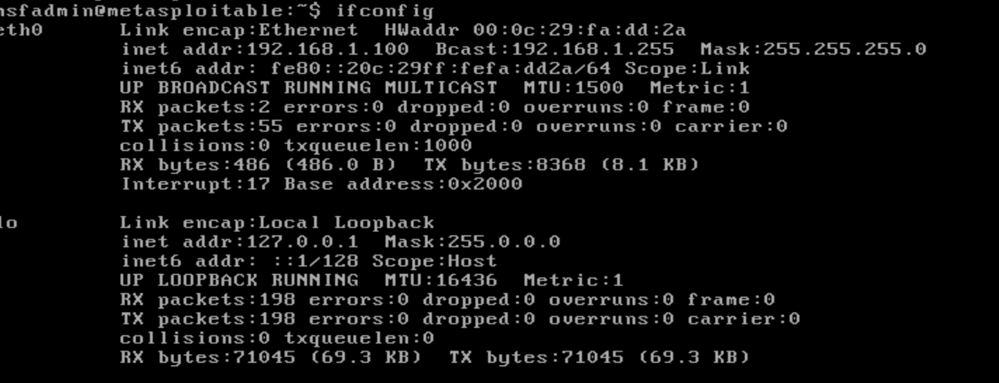 msfadmin@metasploitable:~$ ifconfig
eth0 Link encap:Ethernet HWaddr 00:0c:29:fa:dd:2a
inet addr:192.168.1.100 Bcast:192.168.1.255 Mask:255.255.255.0
inet6 addr: fe80::20c:29ff:fefa:dd2a/64 Scope:Link
UP BROADCAST RUNNING MULTICAST MTU:1500 Metric:1
RX packets:2 errors:0 dropped:0 overruns:0 frame:0
TX packets:55 errors:0 dropped:0 overruns:0 carrier:0
collisions:0 txqueuelen:1000
RX bytes:486 (486.0 B) TX bytes:8368 (8.1 KB)
Interrupt:17 Base address:0x2000
lo Link encap:Local Loopback
inet addr:127.0.0.1 Mask:255.0.0.0
inet6 addr: ::1/128 Scope:Host
UP LOOPBACK RUNNING MTU:16436 Metric:1
RX packets:198 errors:0 dropped:0 overruns:0 frame:0
TX packets:198 errors:0 dropped:0 overruns:0 carrier:0
collisions:0 txqueuelen:0
RX bytes:71045 (69.3 KB) TX bytes:71045 (69.3 KB)